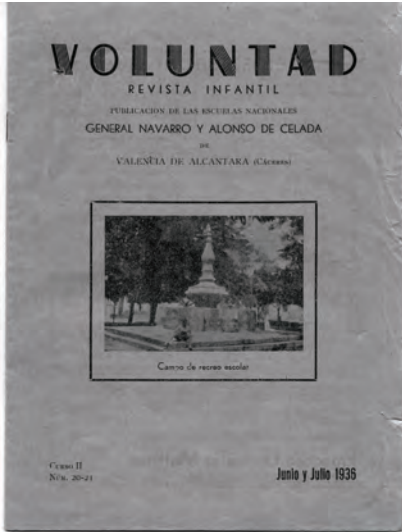 VOLUNTAD
REVISTA INFANTIL
PUBLICACION DE LAS ESCUELAS NACIONALES
GENERAL NAVARRO Y ALONSO DE CELADA
DE
VALENCIA DE ALCANTARA (CÁCERES)
Campo de recreo escolar
CURSO II
NÚM. 20-21
Junio y Julio 1936